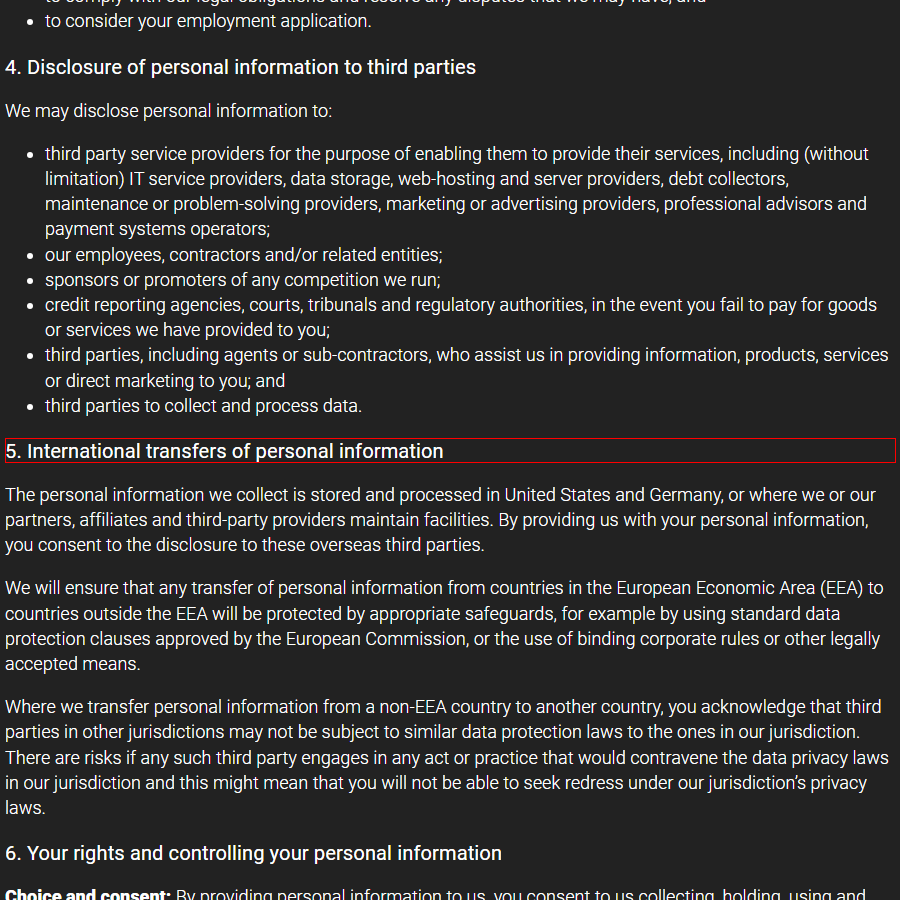 to comply with our legal obligations and resolve any disputes that we may have; and
to consider your employment application.
4. Disclosure of personal information to third parties
We may disclose personal information to:
third party service providers for the purpose of enabling them to provide their services, including (without
limitation) IT service providers, data storage, web-hosting and server providers, debt collectors,
maintenance or problem-solving providers, marketing or advertising providers, professional advisors and
payment systems operators;
our employees, contractors and/or related entities;
sponsors or promoters of any competition we run;
credit reporting agencies, courts, tribunals and regulatory authorities, in the event you fail to pay for goods
or services we have provided to you;
third parties, including agents or sub-contractors, who assist us in providing information, products, services
or direct marketing to you; and
third parties to collect and process data.
5. International transfers of personal information
The personal information we collect is stored and processed in United States and Germany, or where we or our
partners, affiliates and third-party providers maintain facilities. By providing us with your personal information,
you consent to the disclosure to these overseas third parties.
We will ensure that any transfer of personal information from countries in the European Economic Area (EEA) to
countries outside the EEA will be protected by appropriate safeguards, for example by using standard data
protection clauses approved by the European Commission, or the use of binding corporate rules or other legally
accepted means.
Where we transfer personal information from a non-EEA country to another country, you acknowledge that third
parties in other jurisdictions may not be subject to similar data protection laws to the ones in our jurisdiction.
There are risks if any such third party engages in any act or practice that would contravene the data privacy laws
in our jurisdiction and this might mean that you will not be able to seek redress under our jurisdiction’s privacy
laws.
6. Your rights and controlling your personal information
Choice and consent: By providing personal information to us, you consent to us collecting, holding, using and